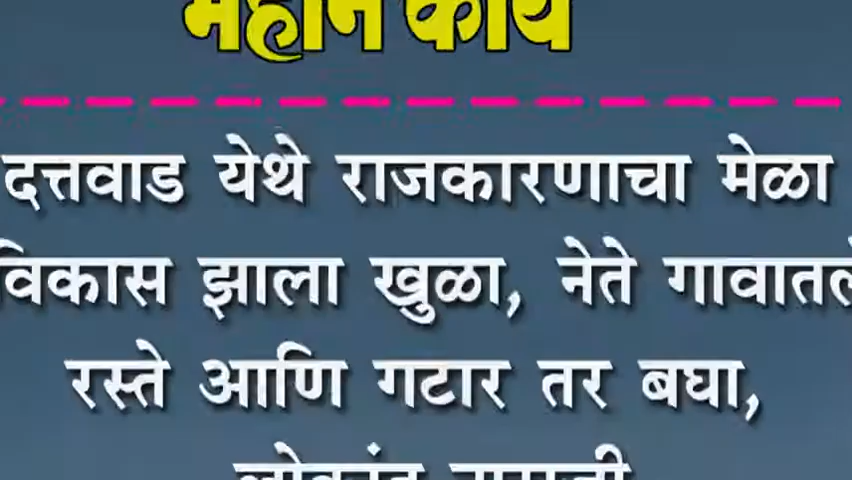 महान कार्य
दत्तवाड येथे राजकारणाचा मेळा
विकास झाला खुळा, नेते गावातले
रस्ते आणि गटार तर बघा,